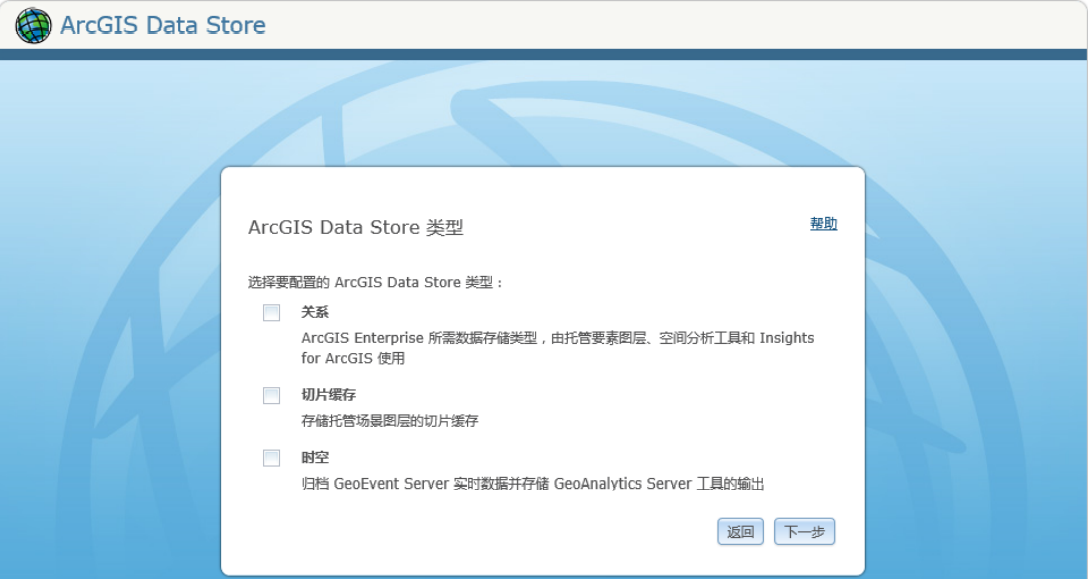 ArcGIS Data Store
ArcGIS Data Store 类型
帮助
选择要配置的 ArcGIS Data Store 类型：
关系
ArcGIS Enterprise 所需数据存储类型，由托管要素图层、空间分析工具和 Insights
for ArcGIS 使用
切片缓存
存储托管场景图层的切片缓存
时空
归档 GeoEvent Server 实时数据并存储 GeoAnalytics Server 工具的输出
返回
下一步